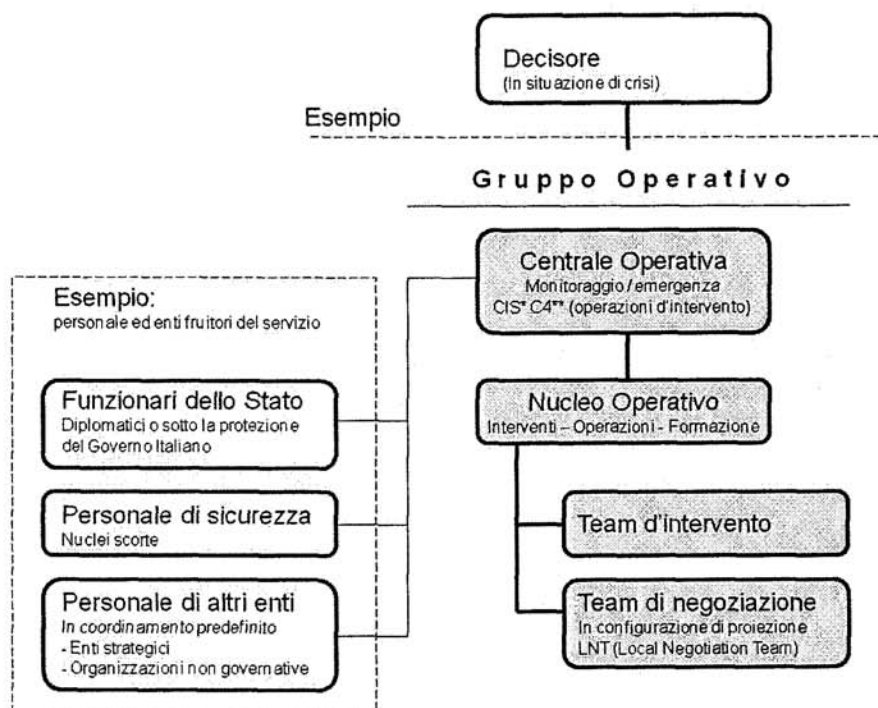 Decisore
(In situazione di crisi)
Esempio
Gruppo Operativo
Centrale Operativa
Monitoraggio / emergenza
CIS* C4** (operazioni d'intervento)
Esempio:
personale ed enti fruitori del servizio
Funzionari dello Stato
Diplomatici o sotto la protezione
del Governo Italiano
Nucleo Operativo
Interventi – Operazioni - Formazione
Personale di sicurezza
Nuclei scorte
Team d'intervento
Personale di altri enti
In coordinamento predefinito
- Enti strategici
- Organizzazioni non governative
Team di negoziazione
In configurazione di proiezione
LNT (Local Negotiation Team)